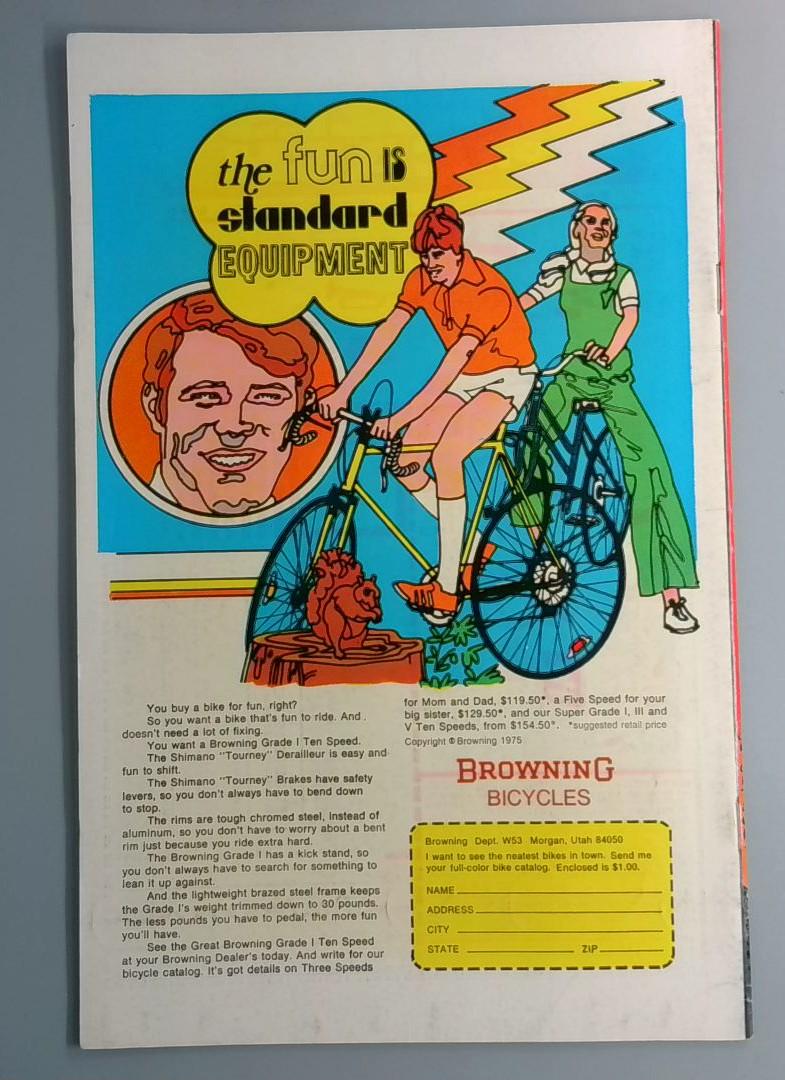 the fun IS
standard
EQUIPMENT
You buy a bike for fun, right?
So you want a bike that's fun to ride. And
doesn't need a lot of fixing.
You want a Browning Grade I Ten Speed.
The Shimano "Tourney" Derailleur is easy and
fun to shift.
The Shimano "Tourney" Brakes have safety
levers, so you don't always have to bend down
to stop.
The rims are tough chromed steel, instead of
aluminum, so you don't have to worry about a bent
rim just because you ride extra hard.
The Browning Grade I has a kick stand, so
you don't always have to search for something to
lean it up against.
And the lightweight brazed steel frame keeps
the Grade I's weight trimmed down to 30 pounds.
The less pounds you have to pedal, the more fun
you'll have.
See the Great Browning Grade I Ten Speed
at your Browning Dealer's today. And write for our
bicycle catalog. It's got details on Three Speeds
for Mom and Dad, $119.50*, a Five Speed for your
big sister, $129.50*, and our Super Grade I, III and
V Ten Speeds, from $154.50*. *suggested retail price
Copyright © Browning 1975
BROWNING
BICYCLES
Browning Dept. W53 Morgan, Utah 84050
I want to see the neatest bikes in town. Send me
your full-color bike catalog. Enclosed is $1.00.
NAME
ADDRESS
CITY
STATE ZIP